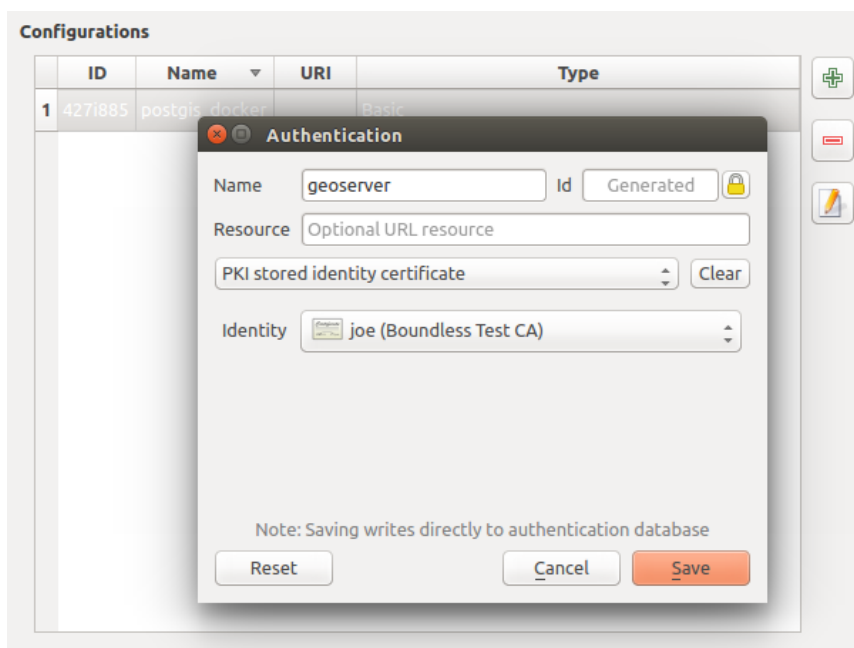 Configurations
ID Name URI Type
1 427i885 postgis_docker Basic
Authentication
Name geoserver Id Generated
Resource Optional URL resource
PKI stored identity certificate Clear
Identity joe (Boundless Test CA)
Note: Saving writes directly to authentication database
Reset Cancel Save